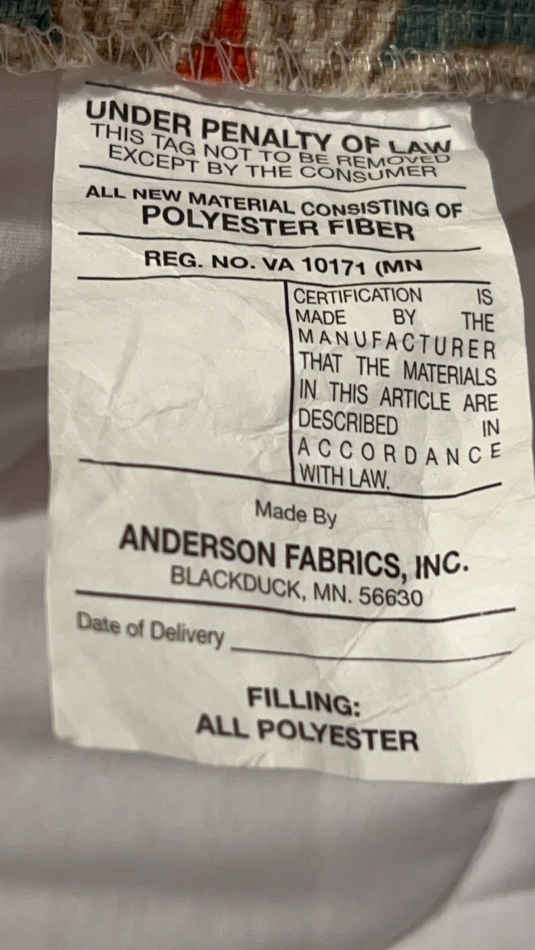 UNDER PENALTY OF LAW
THIS TAG NOT TO BE REMOVED
EXCEPT BY THE CONSUMER
ALL NEW MATERIAL CONSISTING OF
POLYESTER FIBER
REG. NO. VA 10171 (MN
CERTIFICATION IS
MADE BY THE
MANUFACTURER
THAT THE MATERIALS
IN THIS ARTICLE ARE
DESCRIBED IN
ACCORDANCE
WITH LAW.
Made By
ANDERSON FABRICS, INC.
BLACKDUCK, MN. 56630
Date of Delivery
FILLING:
ALL POLYESTER